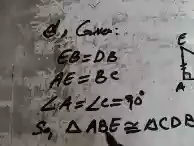 d, Given:
EB = DB
AE = BC
∠A = ∠C = 90°
So, △ABE ≅ △CDB
E
A